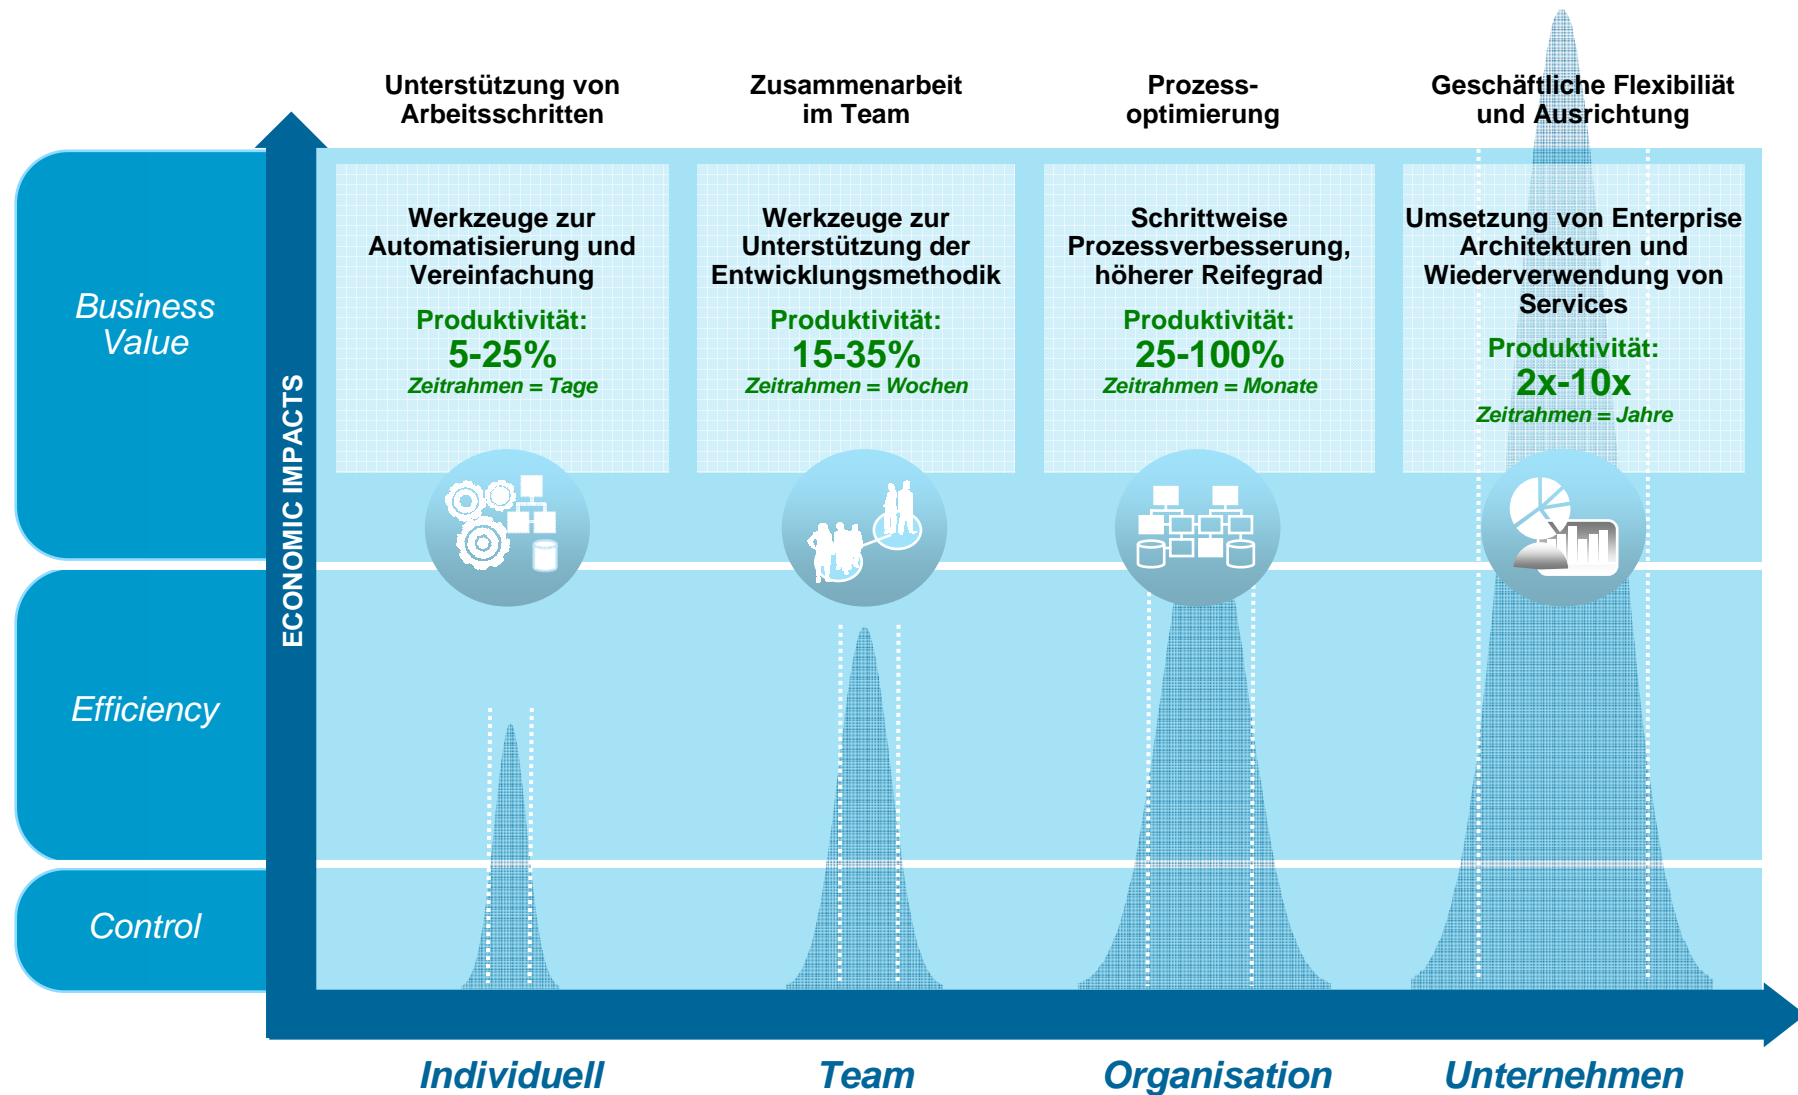 Unterstützung von
Arbeitsschritten
Zusammenarbeit
im Team
Prozess-
optimierung
Geschäftliche Flexibiliät
und Ausrichtung
Business
Value
Efficiency
Control
ECONOMIC IMPACTS
Werkzeuge zur
Automatisierung und
Vereinfachung
Produktivität:
5-25%
Zeitrahmen = Tage
Werkzeuge zur
Unterstützung der
Entwicklungsmethodik
Produktivität:
15-35%
Zeitrahmen = Wochen
Schrittweise
Prozessverbesserung,
höherer Reifegrad
Produktivität:
25-100%
Zeitrahmen = Monate
Umsetzung von Enterprise
Architekturen und
Wiederverwendung von
Services
Produktivität:
2x-10x
Zeitrahmen = Jahre
Individuell
Team
Organisation
Unternehmen